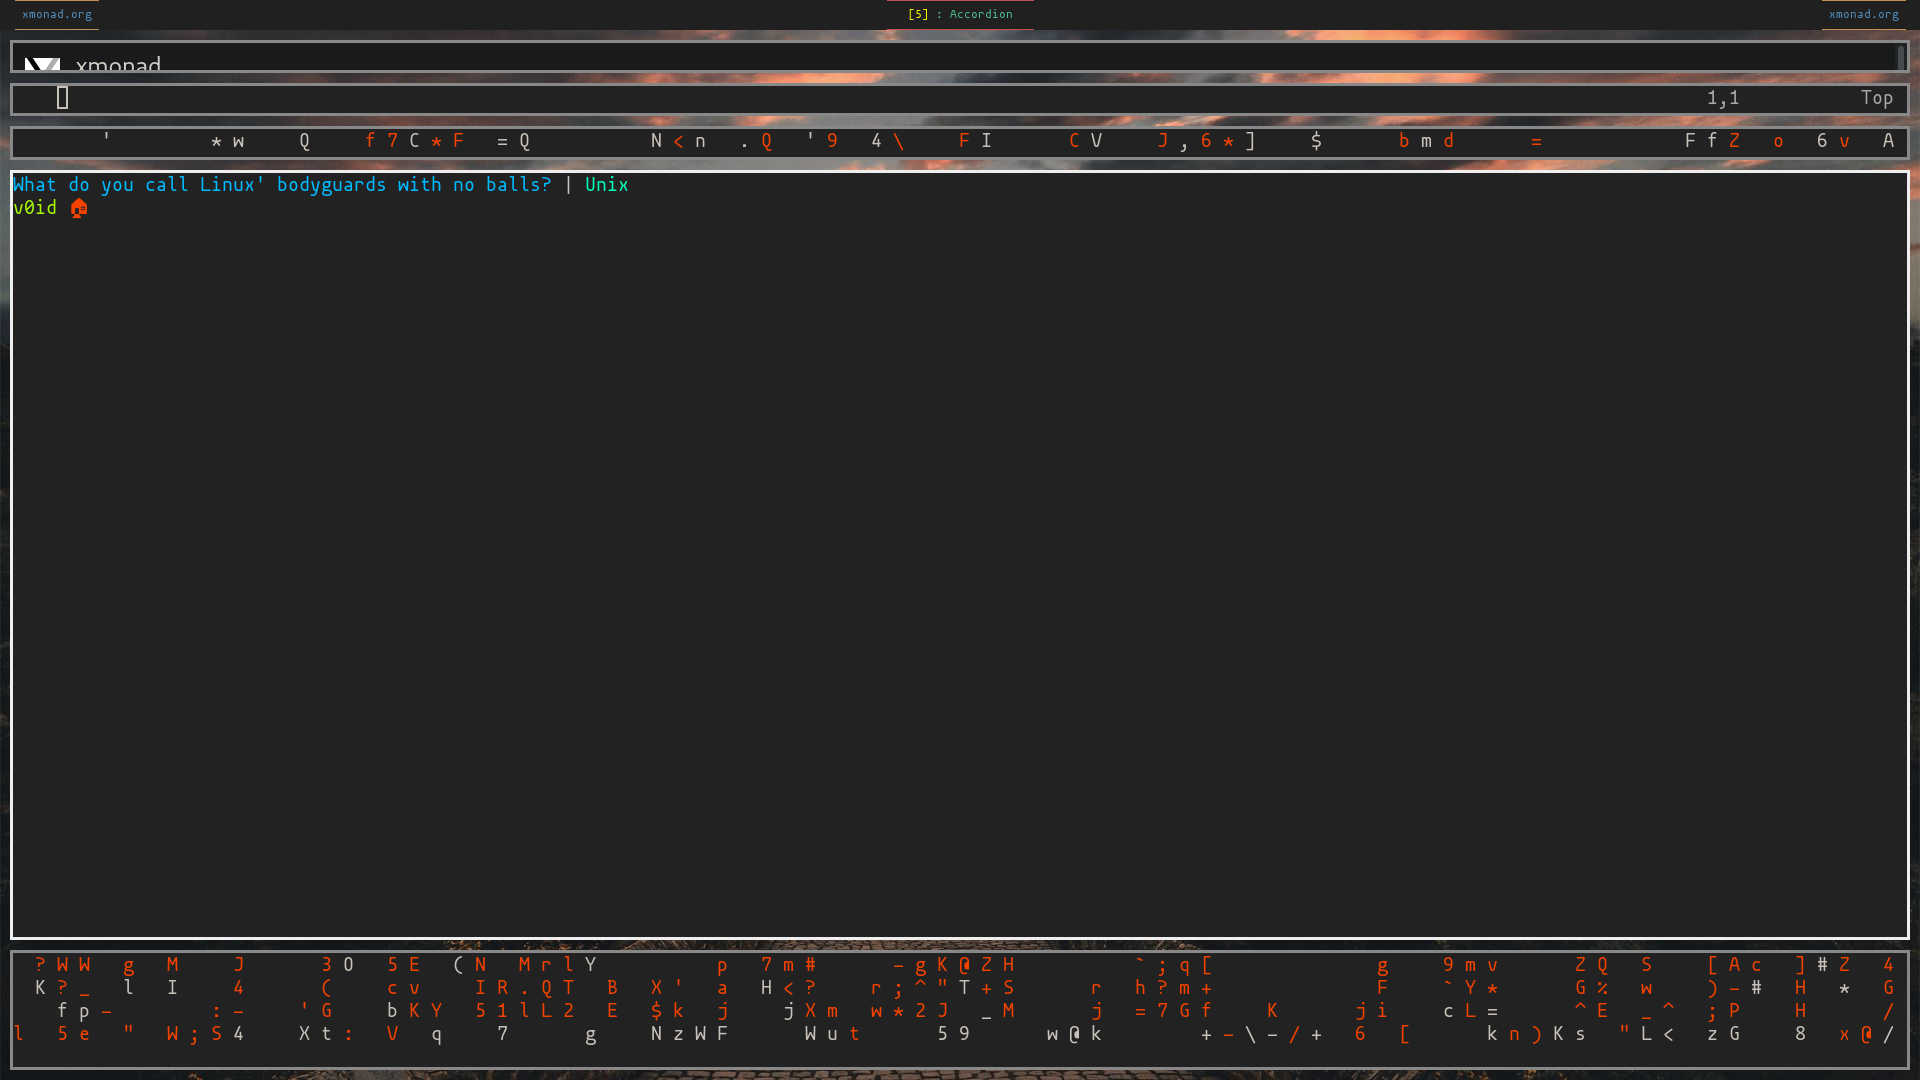 xmonad.org [5] : Accordion xmonad.org
xmonad
1,1 Top
' * w Q f 7 C * F = Q N < n . Q ' 9 4 \ F I C V J , 6 * ] $ b m d = F f Z o 6 v A
What do you call Linux' bodyguards with no balls? | Unix
v0id
? W W g M J 3 O 5 E ( N M r l Y p 7 m # - g K @ Z H ` ; q [ g 9 m v Z Q S [ A c ] # Z 4
K ? _ l I 4 ( c v I R . Q T B X ' a H < ? r ; ^ " T + S r h ? m + F ` Y * G % w ) - # H * G
f p - : - ' G b K Y 5 1 l L 2 E $ k j j X m w * 2 J _ M j = 7 G f K j i c L = ^ E _ ^ ; P H /
l 5 e " W ; S 4 X t : V q 7 g N z W F W u t 5 9 w @ k + - \ - / + 6 [ k n ) K s " L < z G 8 x @ /